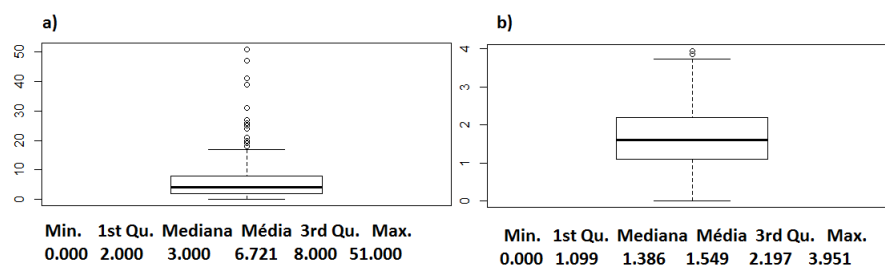 a)
50
40
30
20
10
0
Min. 1st Qu. Mediana Média 3rd Qu. Max.
0.000 2.000 3.000 6.721 8.000 51.000
b)
4
3
2
1
0
Min. 1st Qu. Mediana Média 3rd Qu. Max.
0.000 1.099 1.386 1.549 2.197 3.951